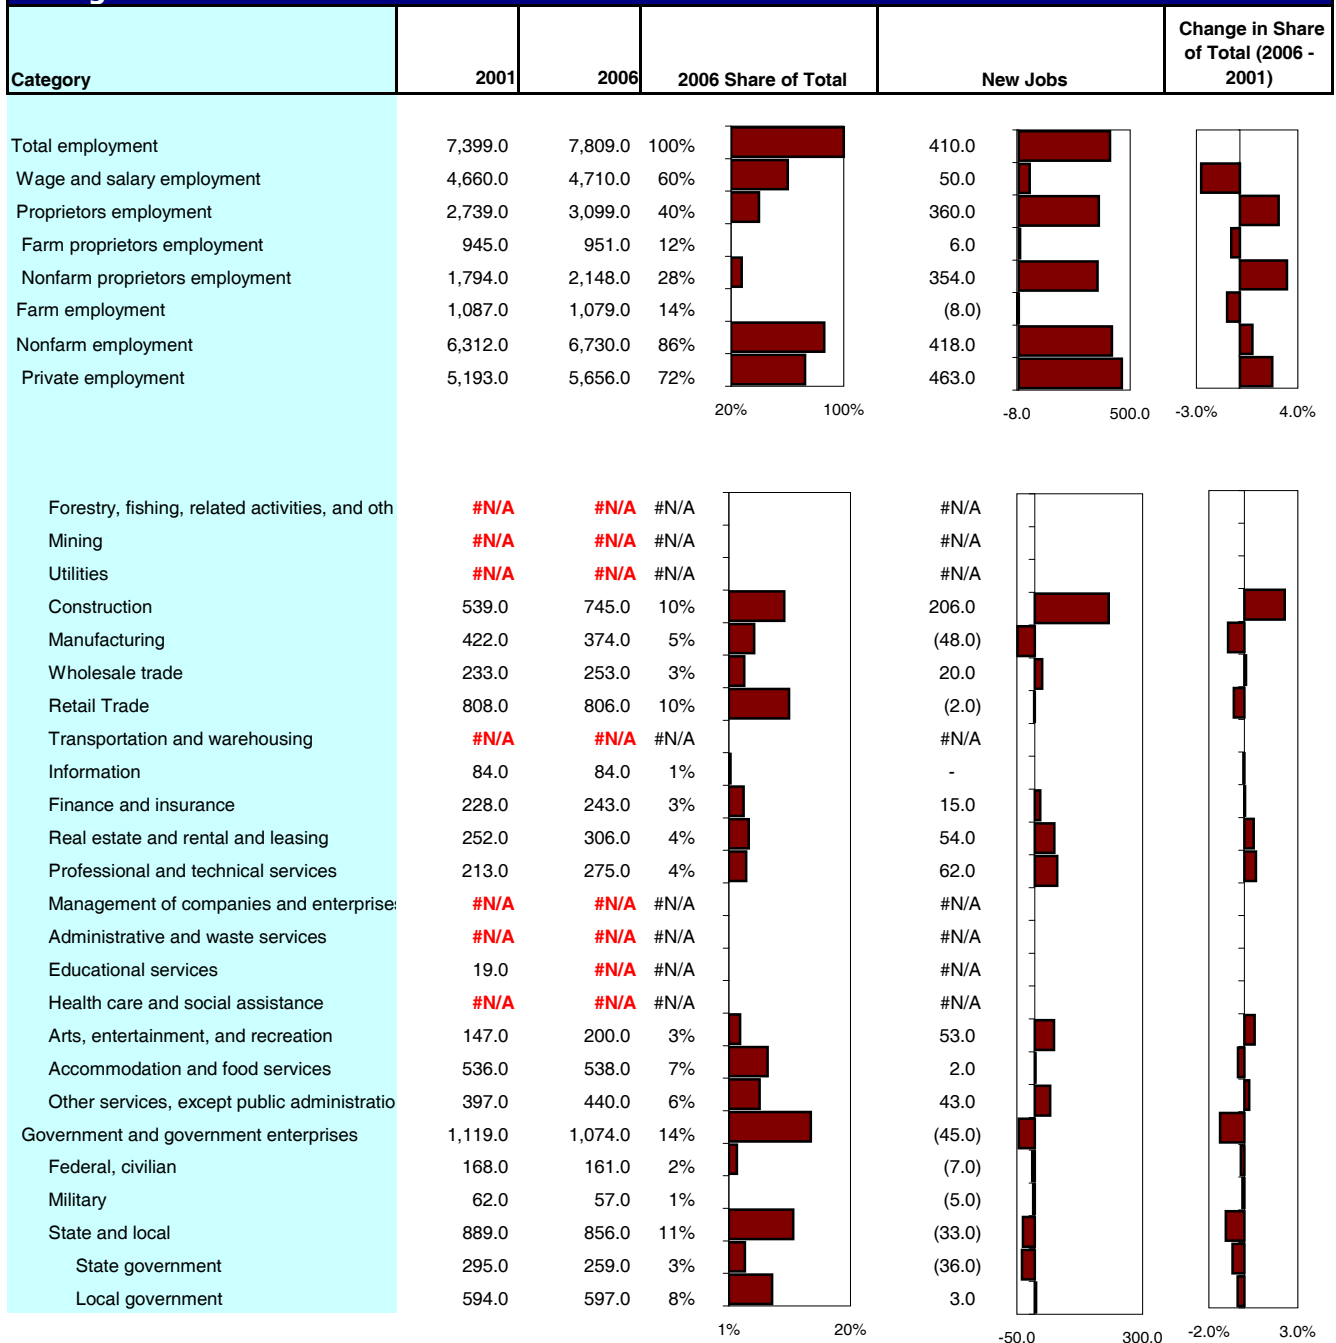 Category 2001 2006 2006 Share of Total New Jobs Change in Share of Total (2006 - 2001)
Total employment 7,399.0 7,809.0 100% 410.0
Wage and salary employment 4,660.0 4,710.0 60% 50.0
Proprietors employment 2,739.0 3,099.0 40% 360.0
Farm proprietors employment 945.0 951.0 12% 6.0
Nonfarm proprietors employment 1,794.0 2,148.0 28% 354.0
Farm employment 1,087.0 1,079.0 14% (8.0)
Nonfarm employment 6,312.0 6,730.0 86% 418.0
Private employment 5,193.0 5,656.0 72% 463.0
20% 100% -8.0 500.0 -3.0% 4.0%
Forestry, fishing, related activities, and oth #N/A #N/A #N/A #N/A
Mining #N/A #N/A #N/A #N/A
Utilities #N/A #N/A #N/A #N/A
Construction 539.0 745.0 10% 206.0
Manufacturing 422.0 374.0 5% (48.0)
Wholesale trade 233.0 253.0 3% 20.0
Retail Trade 808.0 806.0 10% (2.0)
Transportation and warehousing #N/A #N/A #N/A #N/A
Information 84.0 84.0 1% -
Finance and insurance 228.0 243.0 3% 15.0
Real estate and rental and leasing 252.0 306.0 4% 54.0
Professional and technical services 213.0 275.0 4% 62.0
Management of companies and enterprises #N/A #N/A #N/A #N/A
Administrative and waste services #N/A #N/A #N/A #N/A
Educational services 19.0 #N/A #N/A #N/A
Health care and social assistance #N/A #N/A #N/A #N/A
Arts, entertainment, and recreation 147.0 200.0 3% 53.0
Accommodation and food services 536.0 538.0 7% 2.0
Other services, except public administratio 397.0 440.0 6% 43.0
Government and government enterprises 1,119.0 1,074.0 14% (45.0)
Federal, civilian 168.0 161.0 2% (7.0)
Military 62.0 57.0 1% (5.0)
State and local 889.0 856.0 11% (33.0)
State government 295.0 259.0 3% (36.0)
Local government 594.0 597.0 8% 3.0
1% 20% -50.0 300.0 -2.0% 3.0%